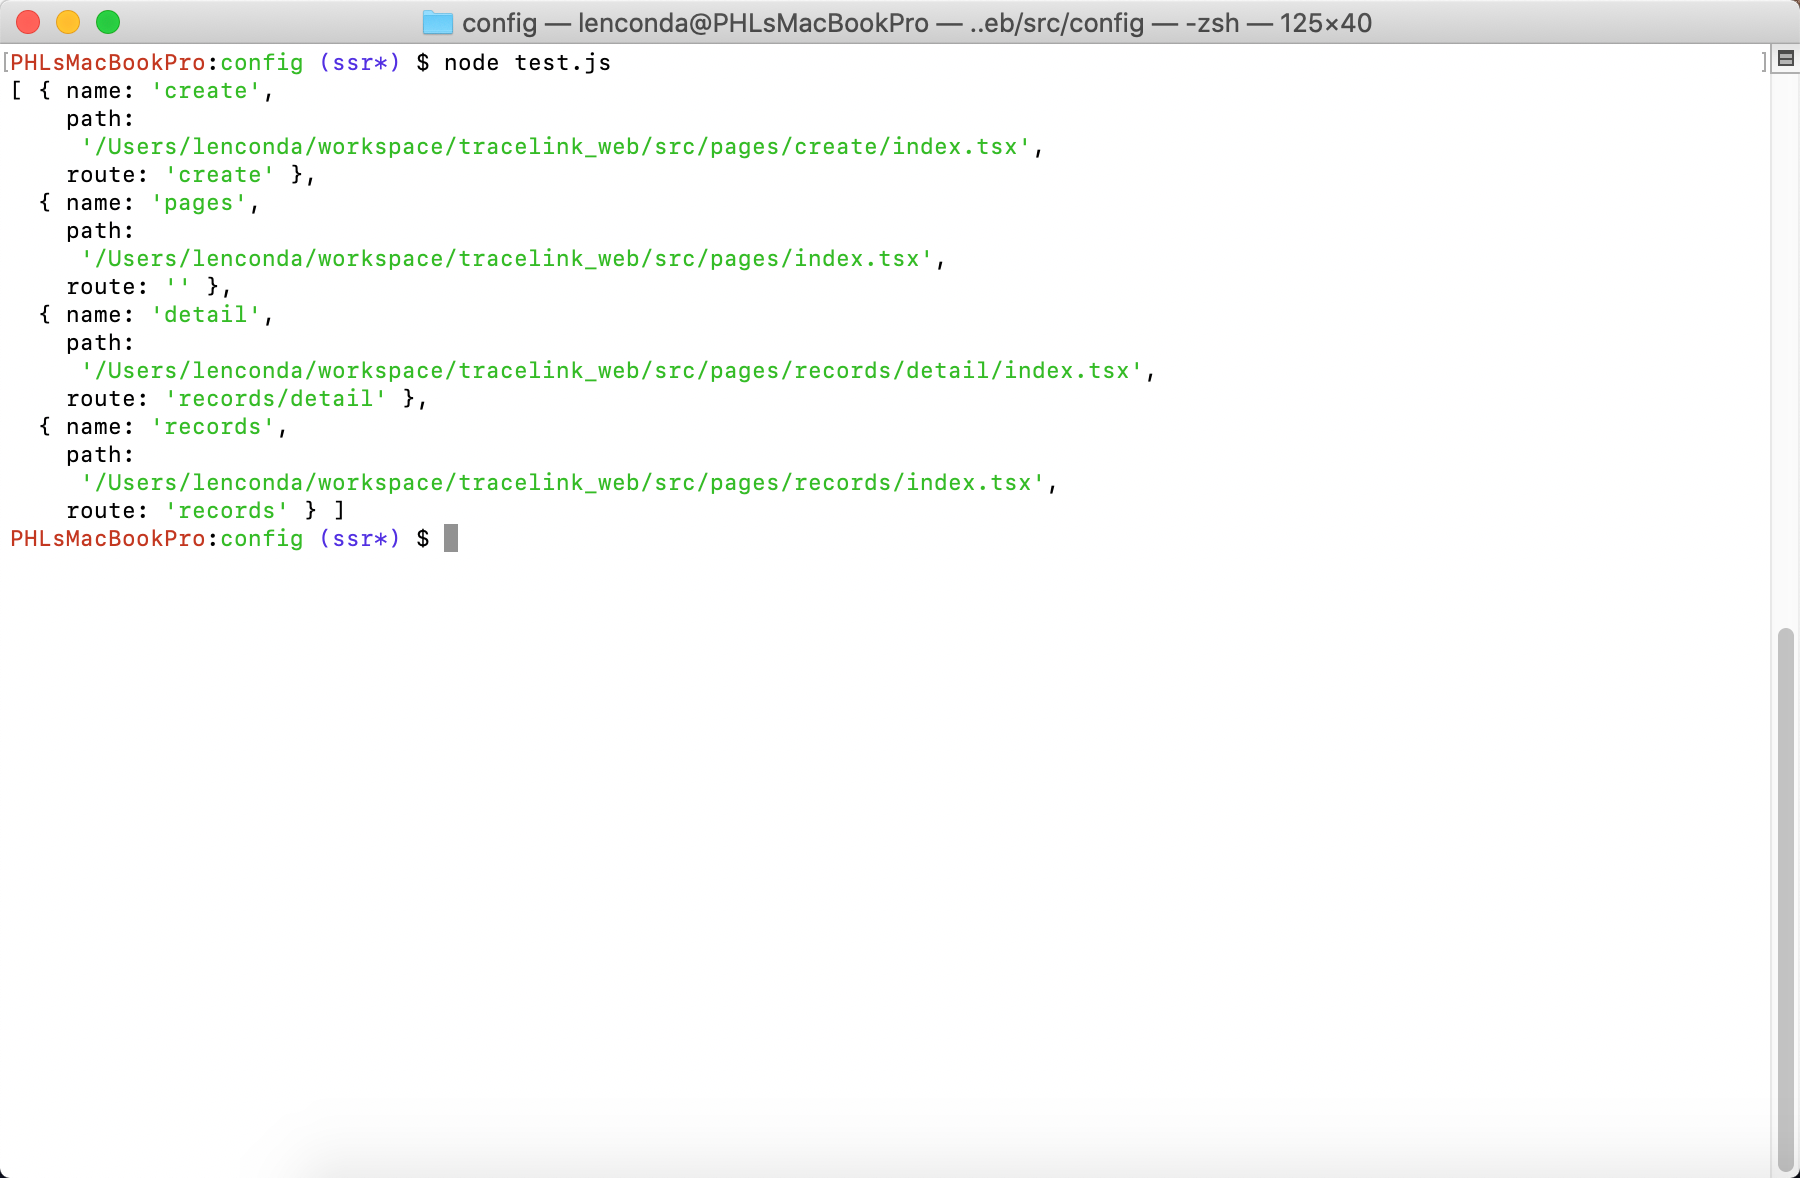 config — lenconda@PHLsMacBookPro — ..eb/src/config — -zsh — 125×40
[PHLsMacBookPro:config (ssr*) $ node test.js ]
[ { name: 'create',
    path:
     '/Users/lenconda/workspace/tracelink_web/src/pages/create/index.tsx',
    route: 'create' },
  { name: 'pages',
    path:
     '/Users/lenconda/workspace/tracelink_web/src/pages/index.tsx',
    route: '' },
  { name: 'detail',
    path:
     '/Users/lenconda/workspace/tracelink_web/src/pages/records/detail/index.tsx',
    route: 'records/detail' },
  { name: 'records',
    path:
     '/Users/lenconda/workspace/tracelink_web/src/pages/records/index.tsx',
    route: 'records' } ]
PHLsMacBookPro:config (ssr*) $